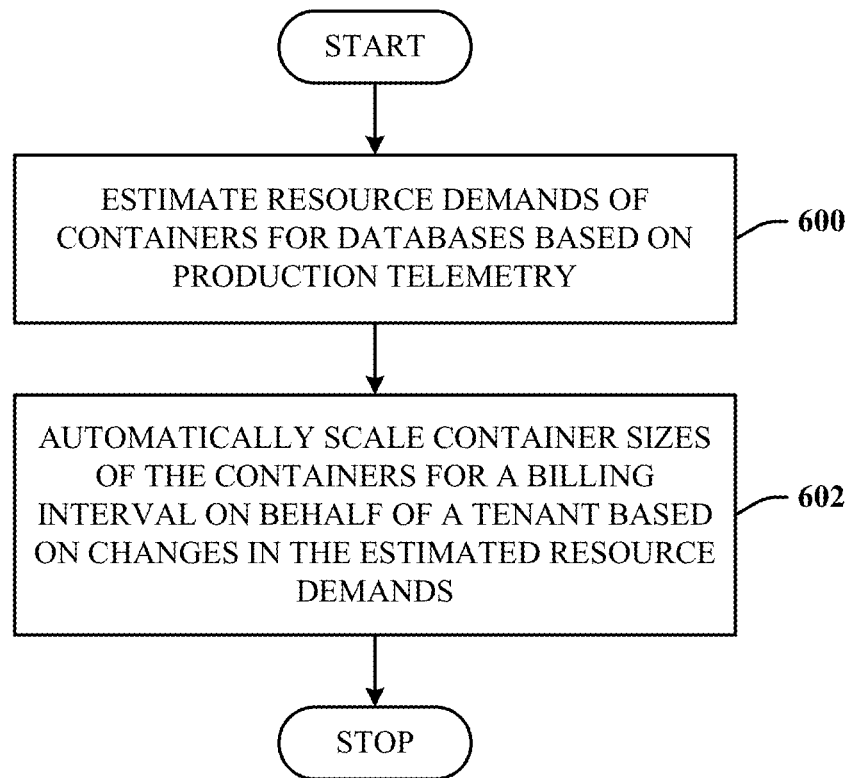 START
ESTIMATE RESOURCE DEMANDS OF
CONTAINERS FOR DATABASES BASED ON
PRODUCTION TELEMETRY
600
AUTOMATICALLY SCALE CONTAINER SIZES
OF THE CONTAINERS FOR A BILLING
INTERVAL ON BEHALF OF A TENANT BASED
ON CHANGES IN THE ESTIMATED RESOURCE
DEMANDS
602
STOP